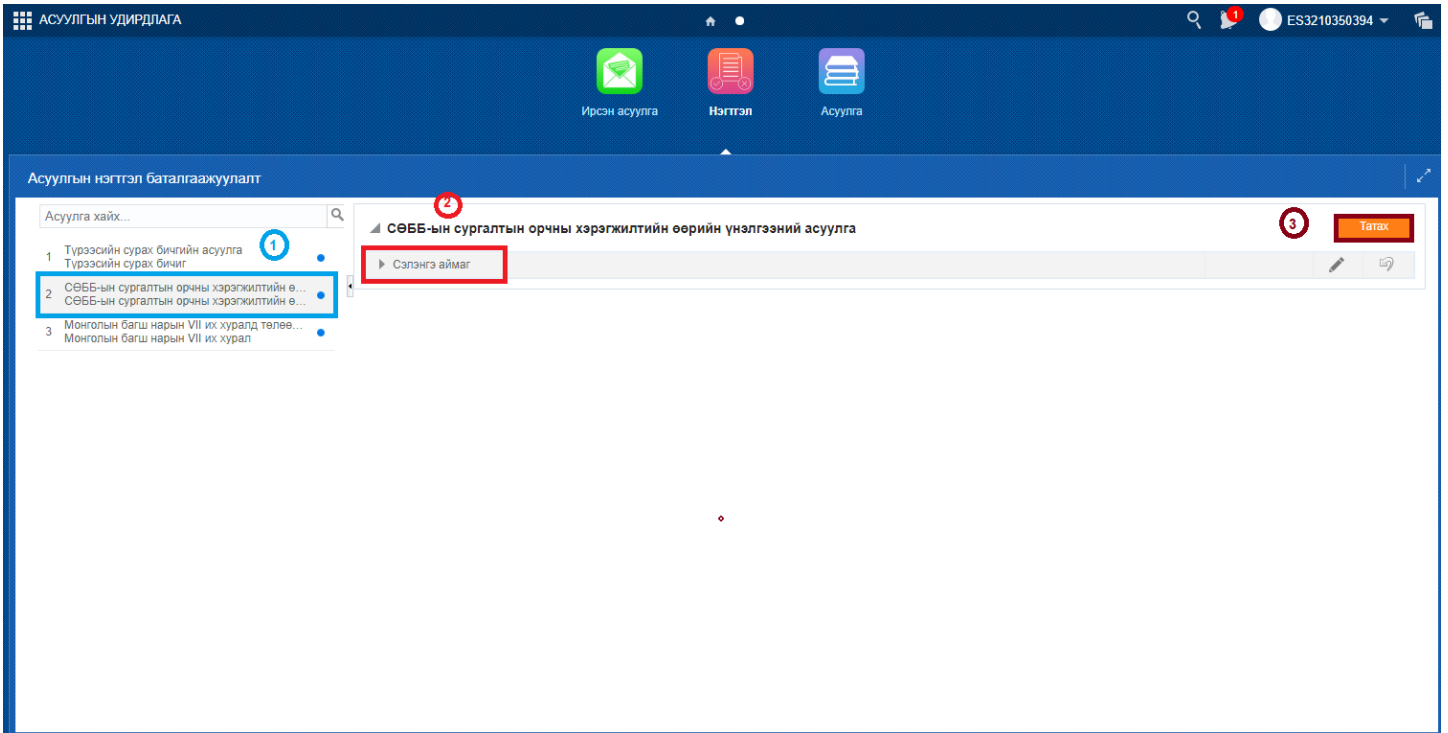 АСУУЛГЫН УДИРДЛАГА
1
ES3210350394
Ирсэн асуулга
Нэгтгэл
Асуулга
Асуулгын нэгтгэл баталгаажуулалт
Асуулга хайх...
1
1 Түрээсийн сурах бичгийн асуулга
Түрээсийн сурах бичиг
2 СӨББ-ын сургалтын орчны хэрэгжилтийн ө...
СӨББ-ын сургалтын орчны хэрэгжилтийн ө...
3 Монголын багш нарын VII их хуралд төлөө...
Монголын багш нарын VII их хурал
2
СӨББ-ын сургалтын орчны хэрэгжилтийн өөрийн үнэлгээний асуулга
3
Татах
Сэлэнгэ аймаг